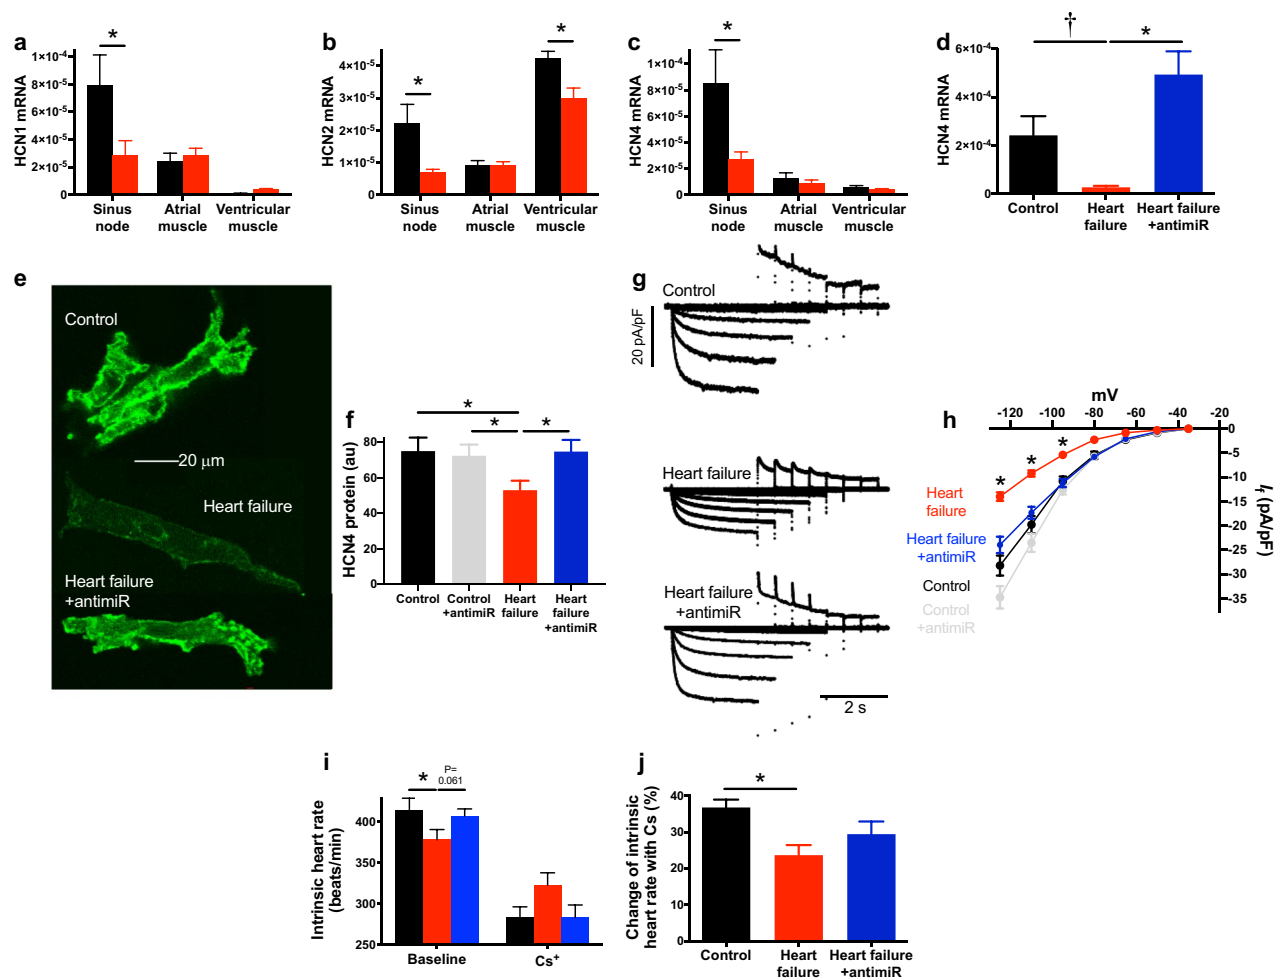 a
HCN1 mRNA
1×10⁻⁴
8×10⁻⁵
6×10⁻⁵
4×10⁻⁵
2×10⁻⁵
0
*
Sinus node
Atrial muscle
Ventricular muscle
b
HCN2 mRNA
4×10⁻⁵
3×10⁻⁵
2×10⁻⁵
1×10⁻⁵
0
*
*
Sinus node
Atrial muscle
Ventricular muscle
c
HCN4 mRNA
1×10⁻⁴
8×10⁻⁵
6×10⁻⁵
4×10⁻⁵
2×10⁻⁵
0
*
Sinus node
Atrial muscle
Ventricular muscle
d
HCN4 mRNA
6×10⁻⁴
4×10⁻⁴
2×10⁻⁴
0
†
*
Control
Heart failure
Heart failure +antimiR
e
Control
20 μm
Heart failure
Heart failure
+antimiR
f
HCN4 protein (au)
80
60
40
20
0
*
* *
Control
Control +antimiR
Heart failure
Heart failure +antimiR
g
Control
20 pA/pF
Heart failure
Heart failure
+antimiR
2 s
h
mV
-120 -100 -80 -60 -40 -20
0
-5
-10
-15
-20
-25
-30
-35
I_f (pA/pF)
* * *
Heart
failure
Heart failure
+antimiR
Control
Control
+antimiR
i
Intrinsic heart rate
(beats/min)
400
350
300
250
*
P=
0.061
Baseline
Cs⁺
j
Change of intrinsic
heart rate with Cs (%)
40
30
20
10
0
*
Control
Heart failure
Heart failure +antimiR